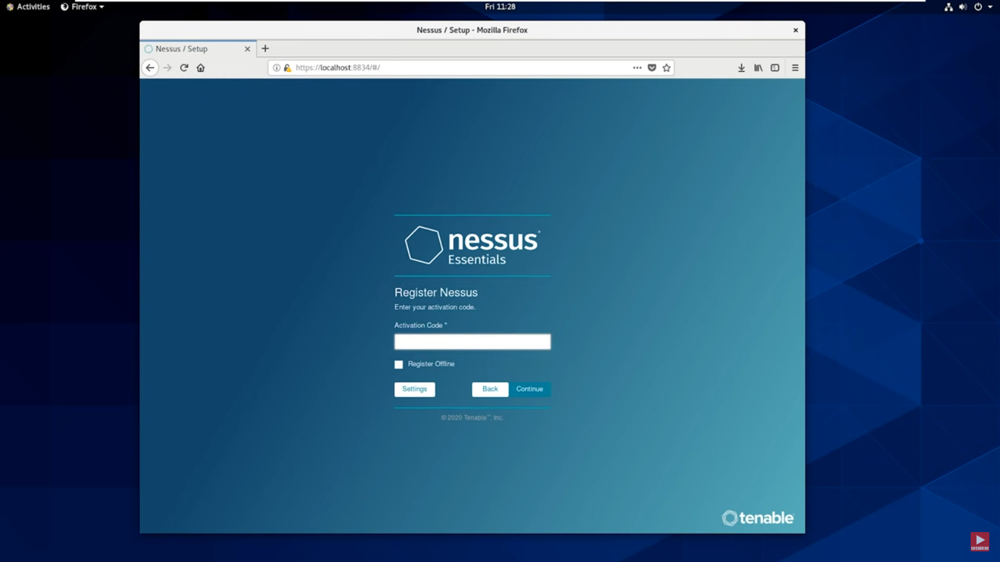 Activities Firefox Fri 11:28
Nessus / Setup - Mozilla Firefox
Nessus / Setup
https://localhost:8834/#/
nessus®
Essentials
Register Nessus
Enter your activation code.
Activation Code *
Register Offline
Settings Back Continue
© 2020 Tenable™, Inc.
tenable®
SUBSCRIBE